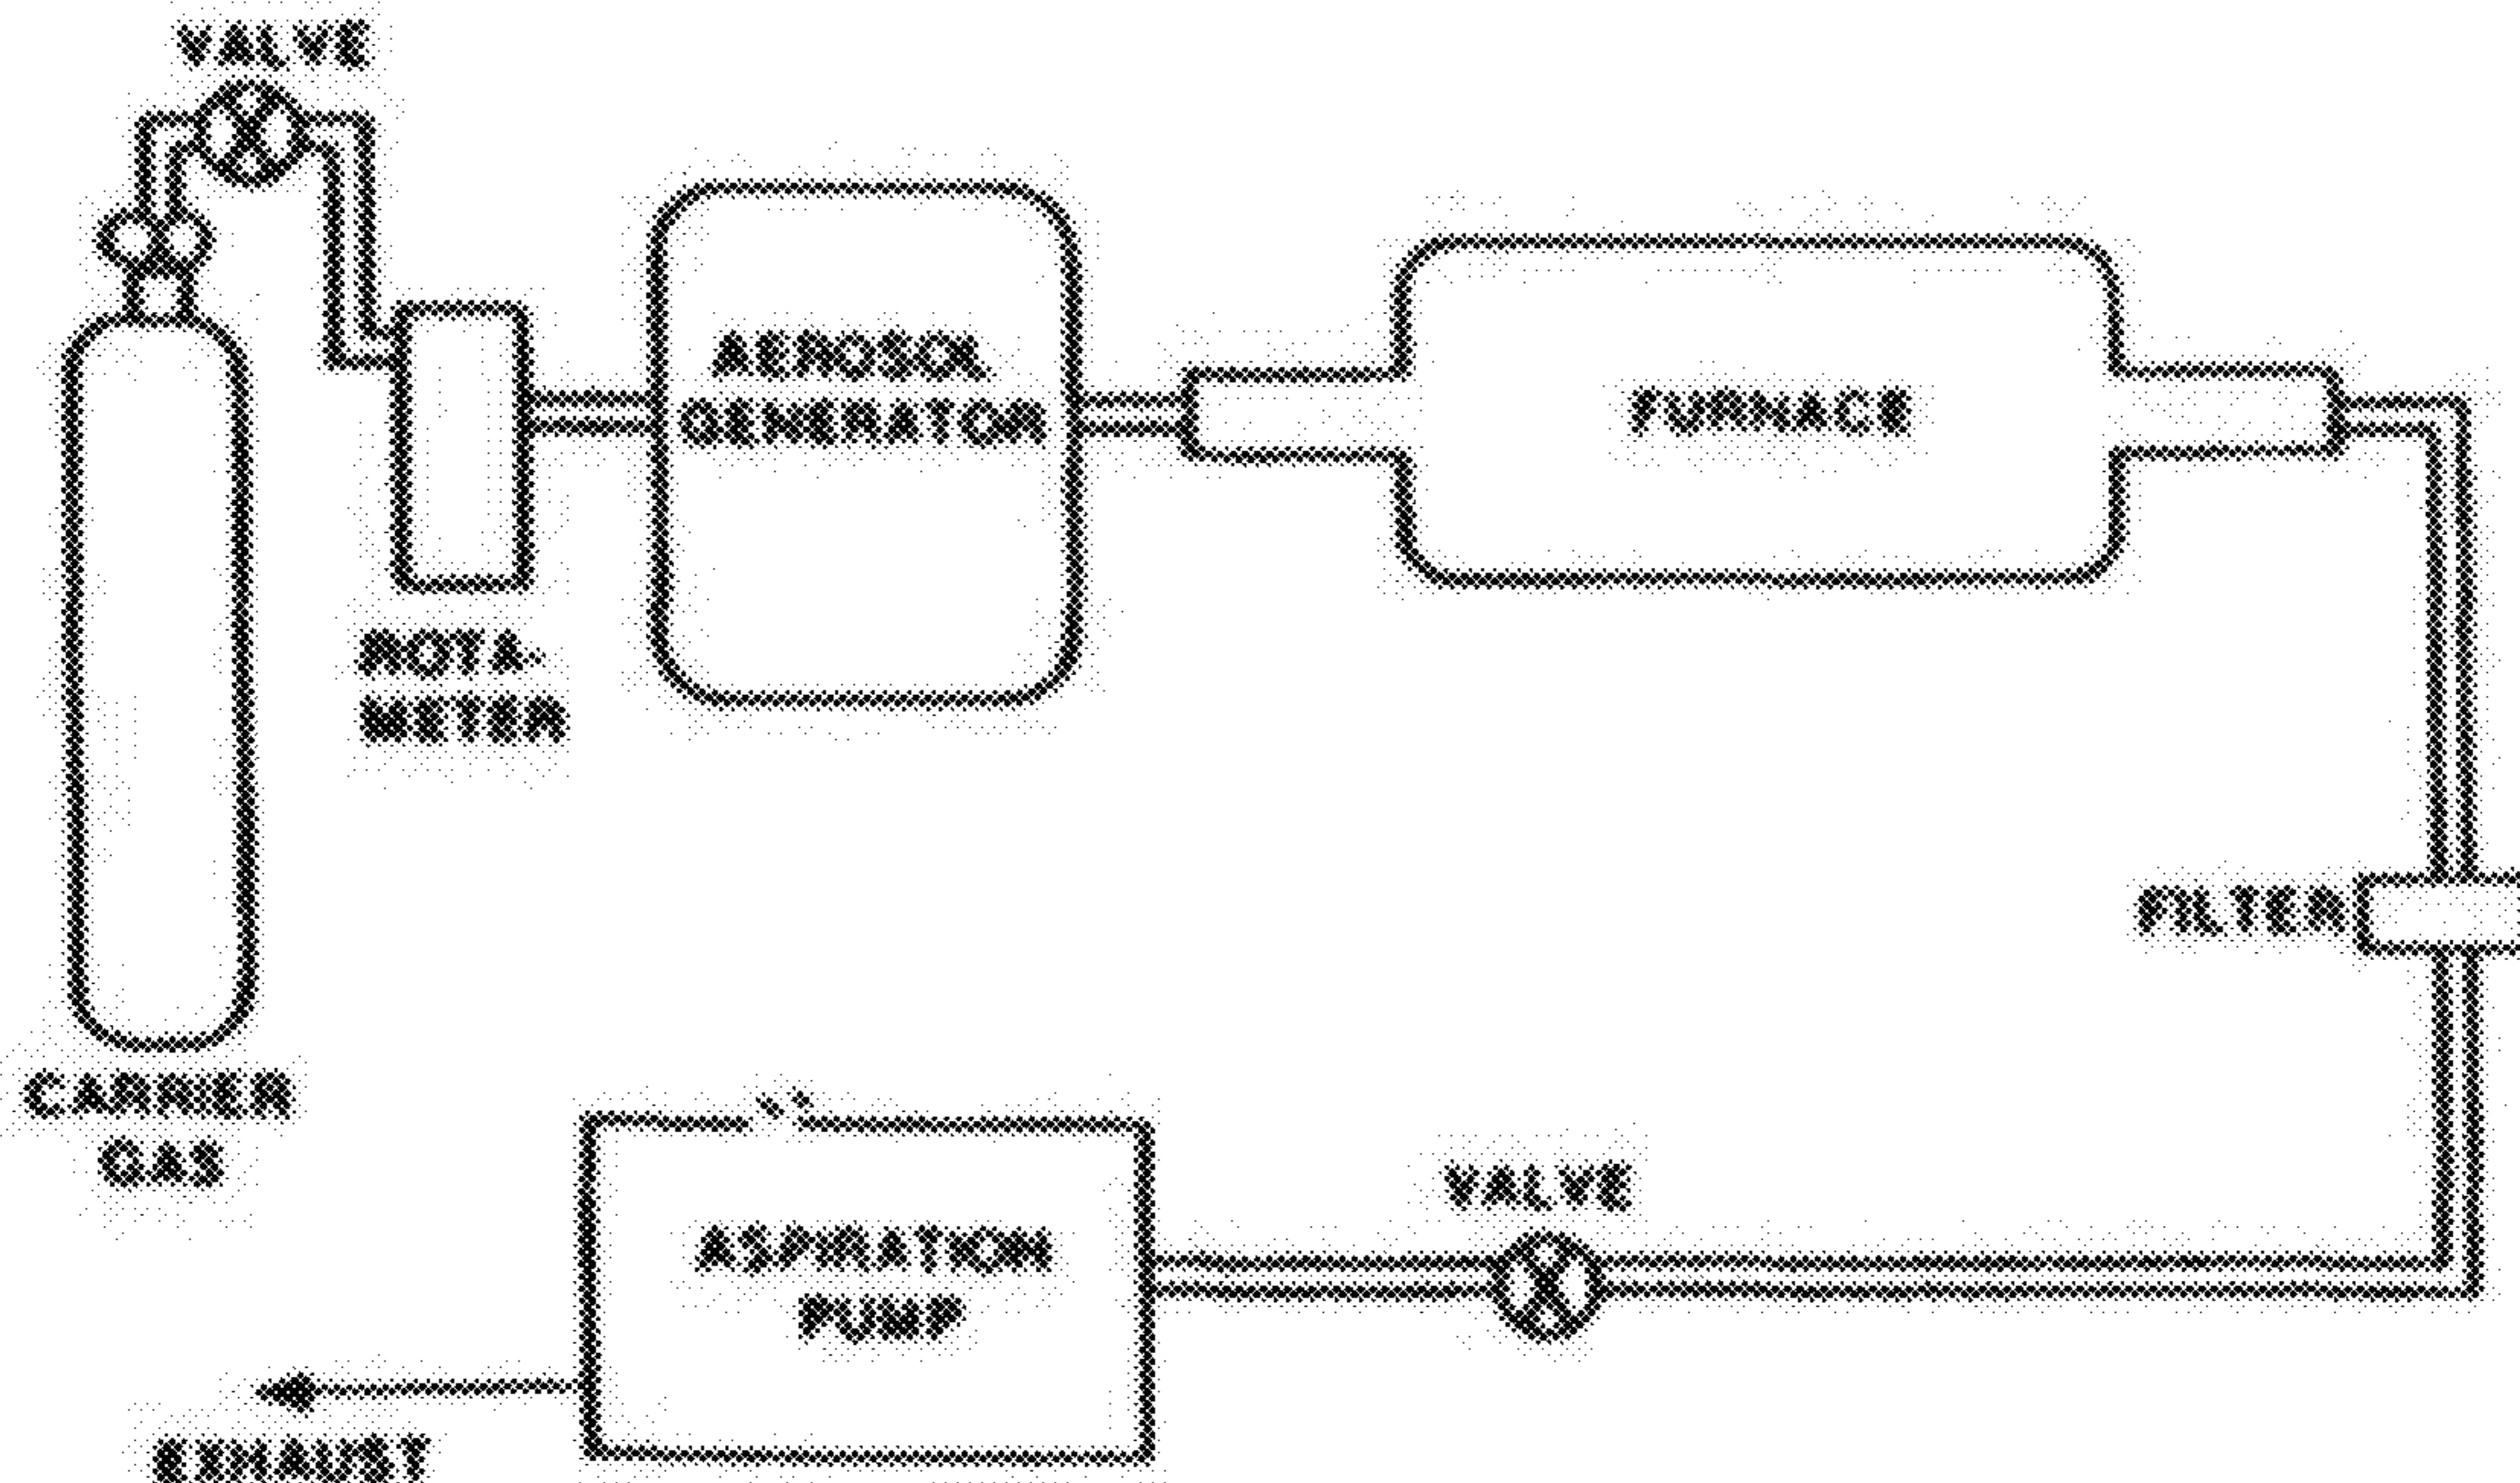 VALVE
AEROSOL
GENERATOR
FURNACE
ROTA-
METER
FILTER
CARRIER
GAS
VALVE
ASPIRATION
PUMP
EXHAUST